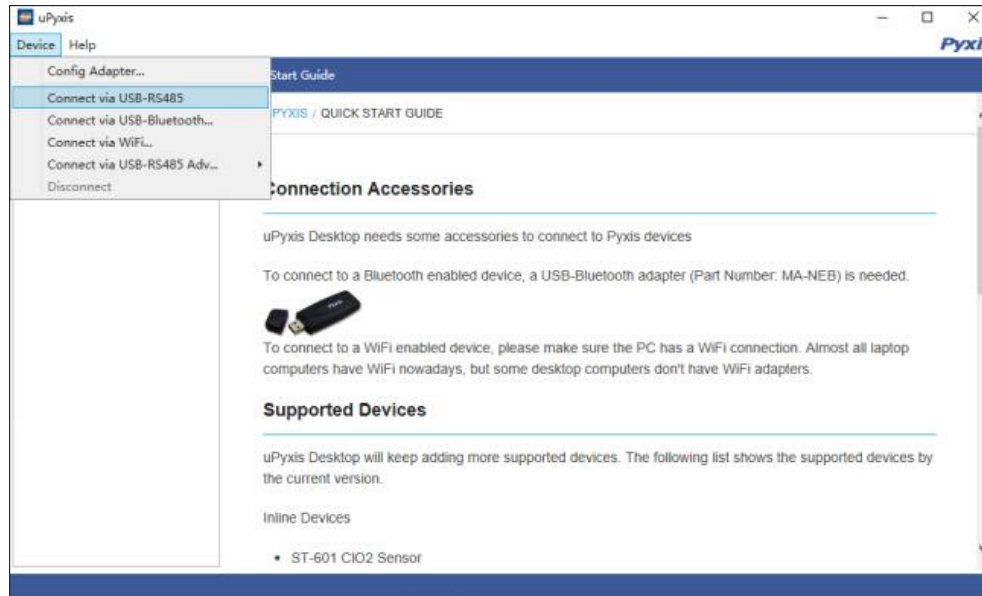 uPyxis
Device Help
Pyxi
Config Adapter...
Connect via USB-RS485
Connect via USB-Bluetooth...
Connect via WiFi...
Connect via USB-RS485 Adv...
Disconnect
Start Guide
PYXIS / QUICK START GUIDE
Connection Accessories
uPyxis Desktop needs some accessories to connect to Pyxis devices
To connect to a Bluetooth enabled device, a USB-Bluetooth adapter (Part Number: MA-NEB) is needed.
To connect to a WiFi enabled device, please make sure the PC has a WiFi connection. Almost all laptop
computers have WiFi nowadays, but some desktop computers don't have WiFi adapters.
Supported Devices
uPyxis Desktop will keep adding more supported devices. The following list shows the supported devices by
the current version.
Inline Devices
▪ ST-601 ClO2 Sensor